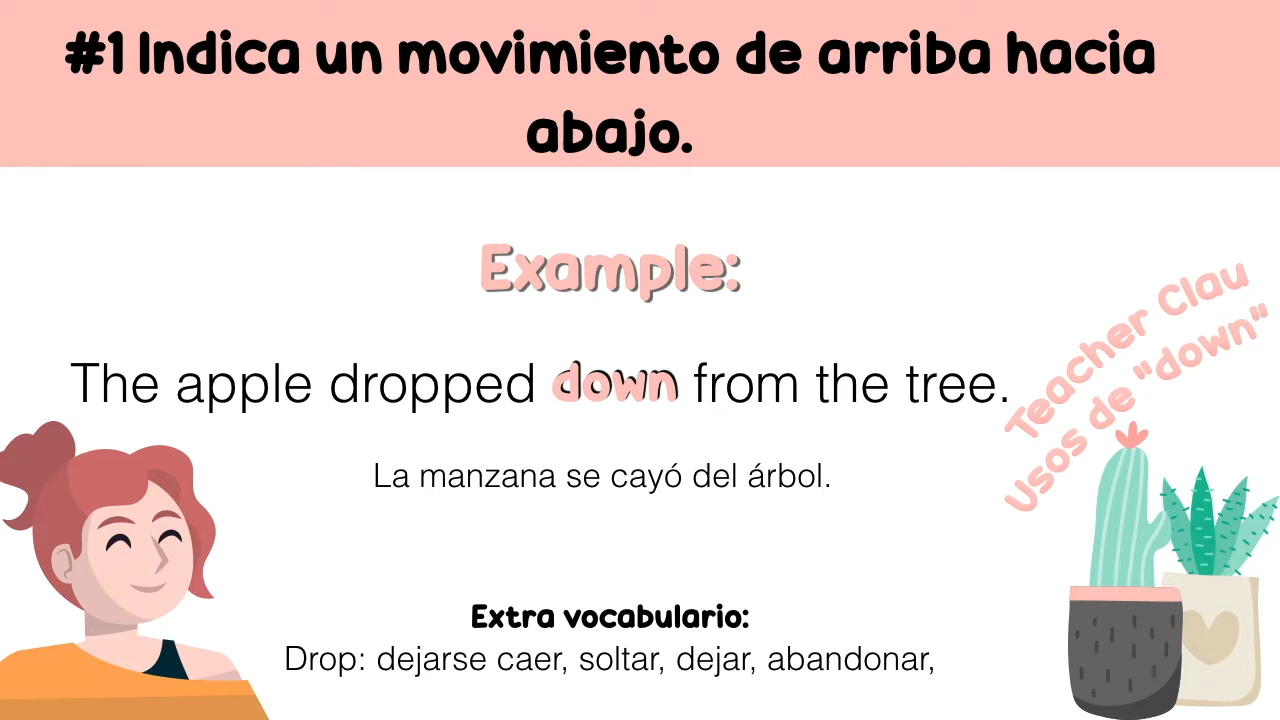 #1 Indica un movimiento de arriba hacia
abajo.
Example:
The apple dropped down from the tree.
La manzana se cayó del árbol.
Teacher Clau
Usos de "down"
Extra vocabulario:
Drop: dejarse caer, soltar, dejar, abandonar,